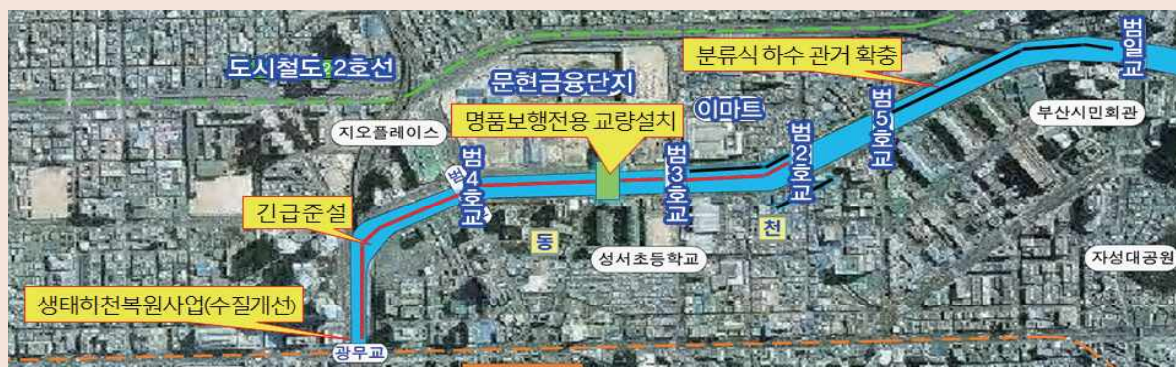 도시철도 2호선
문현금융단지
분류식 하수 관거 확충
범일교
이마트
부산시민회관
지오플레이스
명품보행전용 교량설치
범4호교
범3호교
범2호교
범5호교
긴급준설
동
천
성서초등학교
자성대공원
생태히천복원사업(수질개선)
광무교